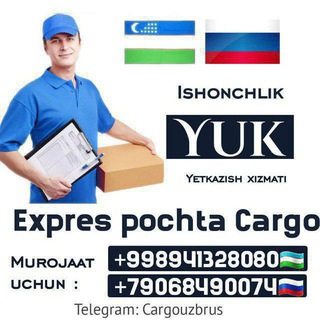 Ishonchlik
YUK
Yetkazish xizmati
Expres pochta Cargo
Murojaat
uchun :
+998941328080
+79068490074
Telegram: Cargouzbrus